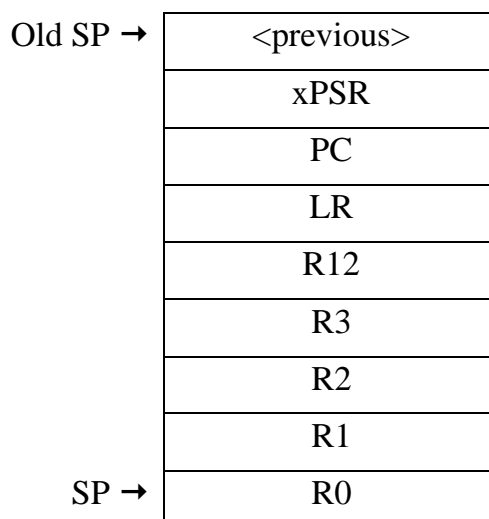 Old SP → <previous>
xPSR
PC
LR
R12
R3
R2
R1
SP → R0